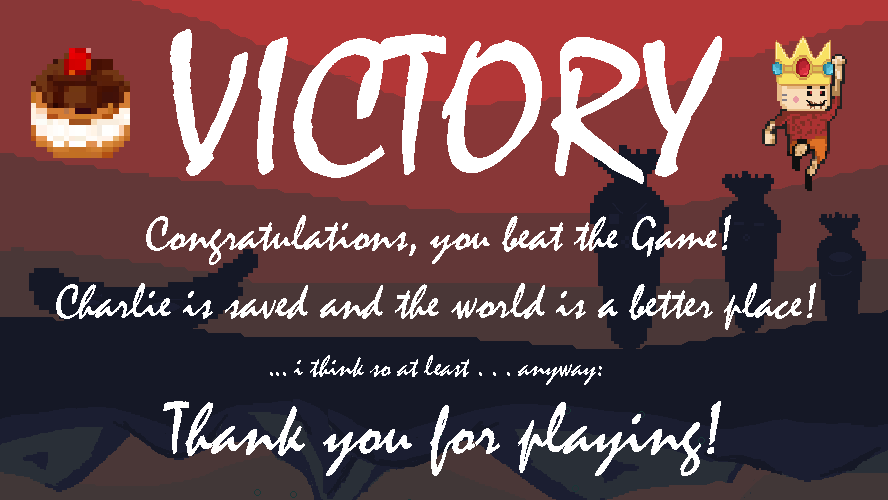 VICTORY
Congratulations, you beat the Game!
Charlie is saved and the world is a better place!
... i think so at least . . . anyway:
Thank you for playing!